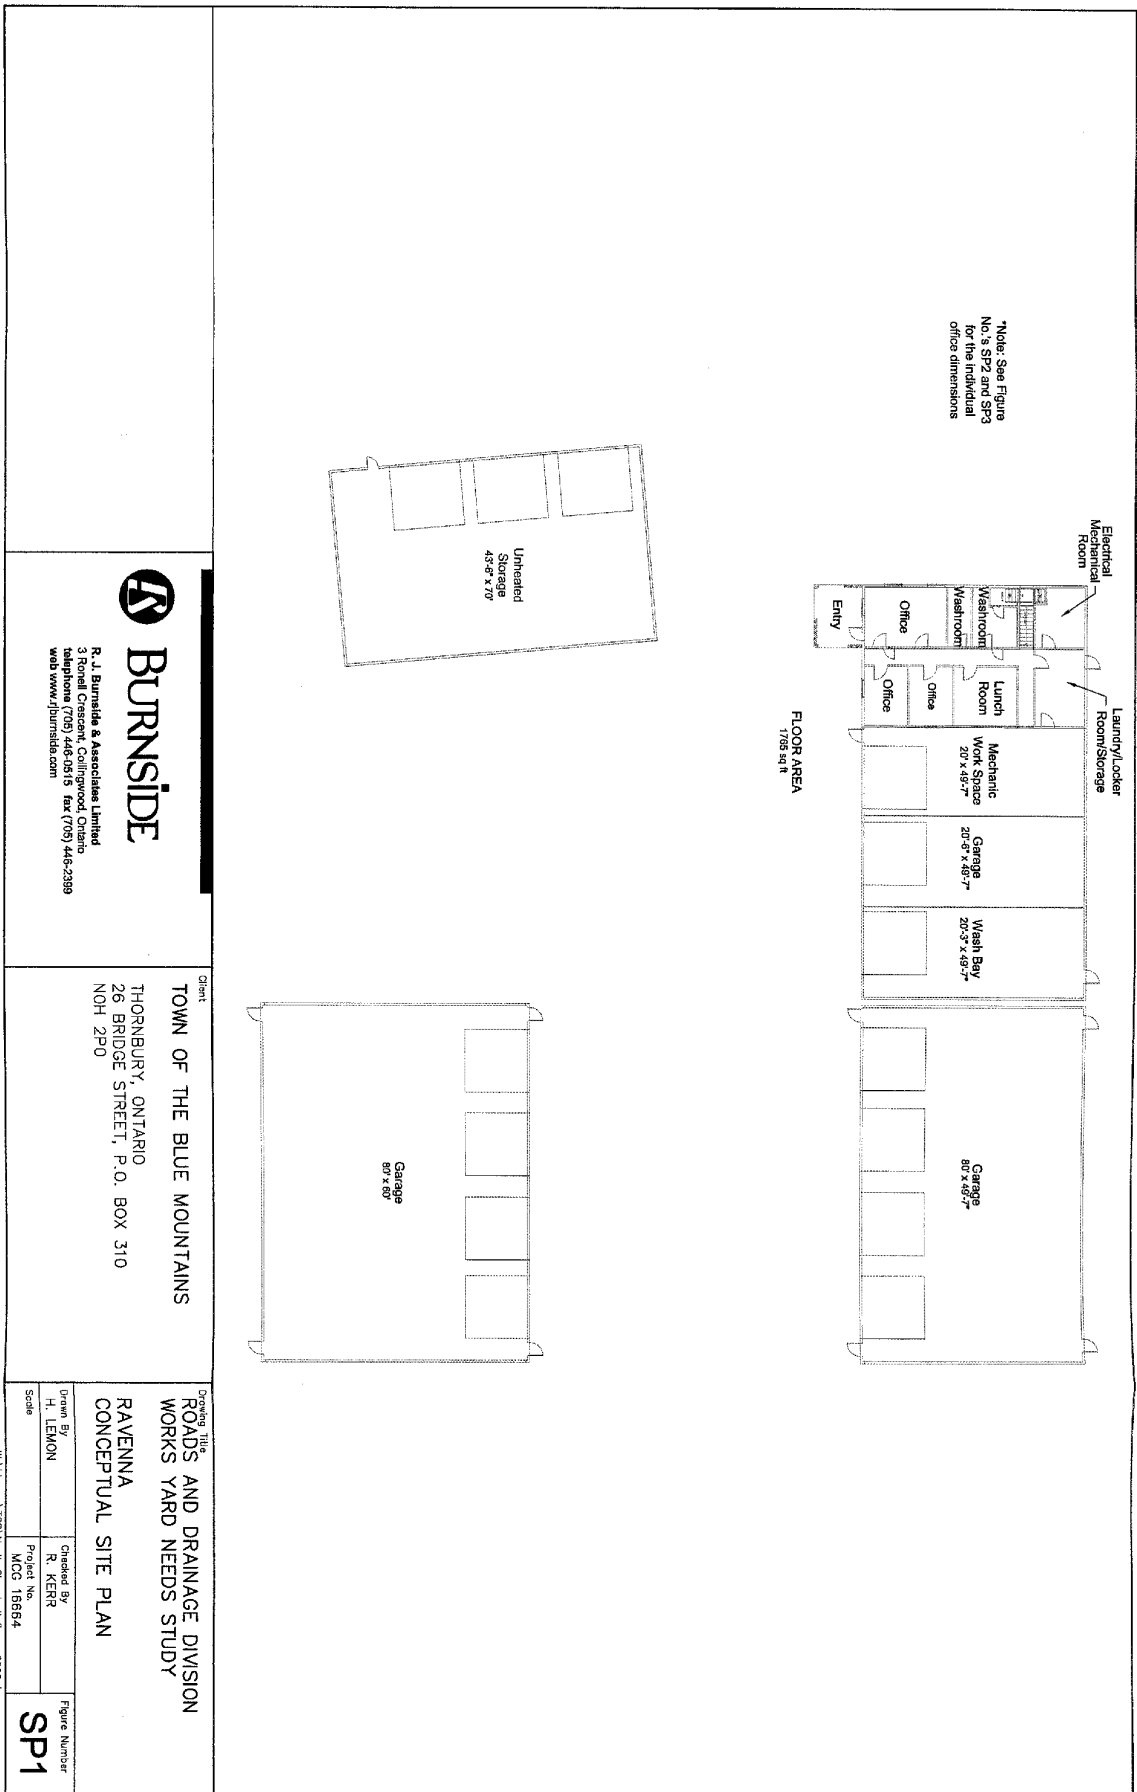 *Note: See Figure
No.'s SP2 and SP3
for the individual
office dimensions
Electrical
Mechanical
Room
Laundry/Locker
Room/Storage
Washroom
Washroom
Office
Entry
Lunch
Room
Office
Office
Mechanic
Work Space
20' x 49'-7"
Garage
20'-6" x 49'-7"
Wash Bay
20'-3" x 49'-7"
Garage
80' x 49'-7"
FLOOR AREA
1765 sq ft
Unheated
Storage
43'-6" x 70'
Garage
80' x 60'
BURNSiDE
R. J. Burnside & Associates Limited
3 Ronell Crescent, Collingwood, Ontario
telephone (705) 446-0515 fax (705) 446-2399
web www.rjburnside.com
Client
TOWN OF THE BLUE MOUNTAINS
THORNBURY, ONTARIO
26 BRIDGE STREET, P.O. BOX 310
N0H 2P0
Drawing Title
ROADS AND DRAINAGE DIVISION
WORKS YARD NEEDS STUDY
RAVENNA
CONCEPTUAL SITE PLAN
Drawn By
H. LEMON
Checked By
R. KERR
Figure Number
SP1
Scale
Project No.
MCG 16664